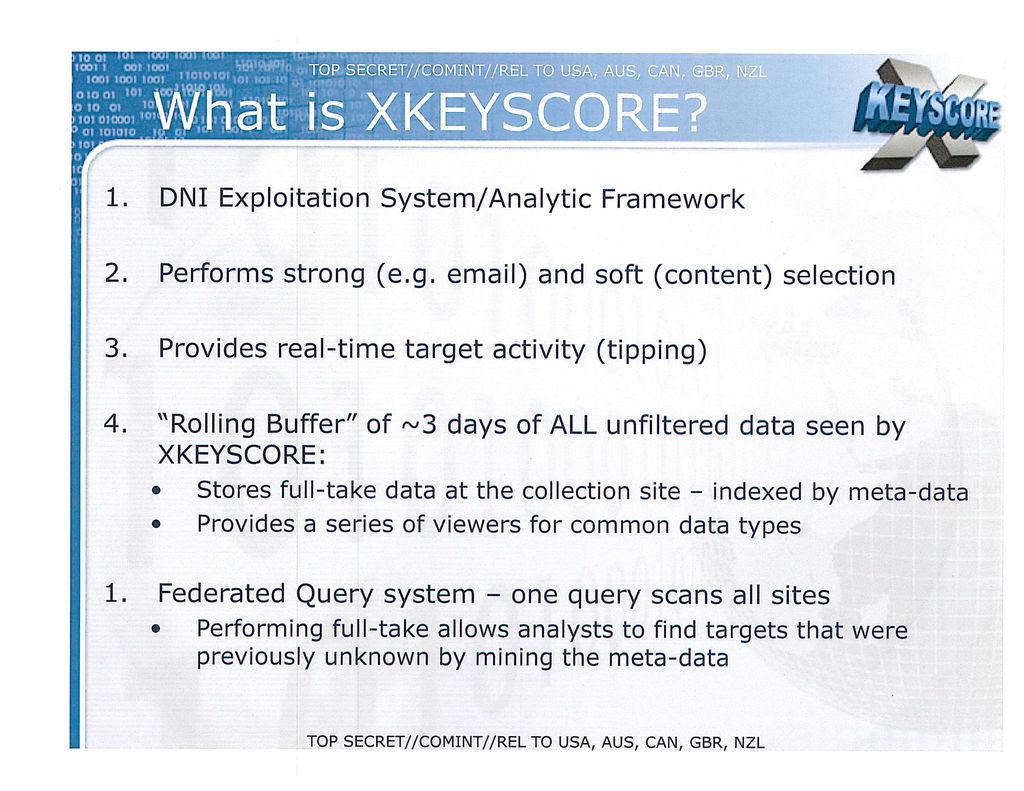 TOP SECRET//COMINT//REL TO USA, AUS, CAN, GBR, NZL
What is XKEYSCORE?
X KEYSCORE
1. DNI Exploitation System/Analytic Framework
2. Performs strong (e.g. email) and soft (content) selection
3. Provides real-time target activity (tipping)
4. "Rolling Buffer" of ~3 days of ALL unfiltered data seen by
XKEYSCORE:
• Stores full-take data at the collection site – indexed by meta-data
• Provides a series of viewers for common data types
1. Federated Query system – one query scans all sites
• Performing full-take allows analysts to find targets that were
previously unknown by mining the meta-data
TOP SECRET//COMINT//REL TO USA, AUS, CAN, GBR, NZL